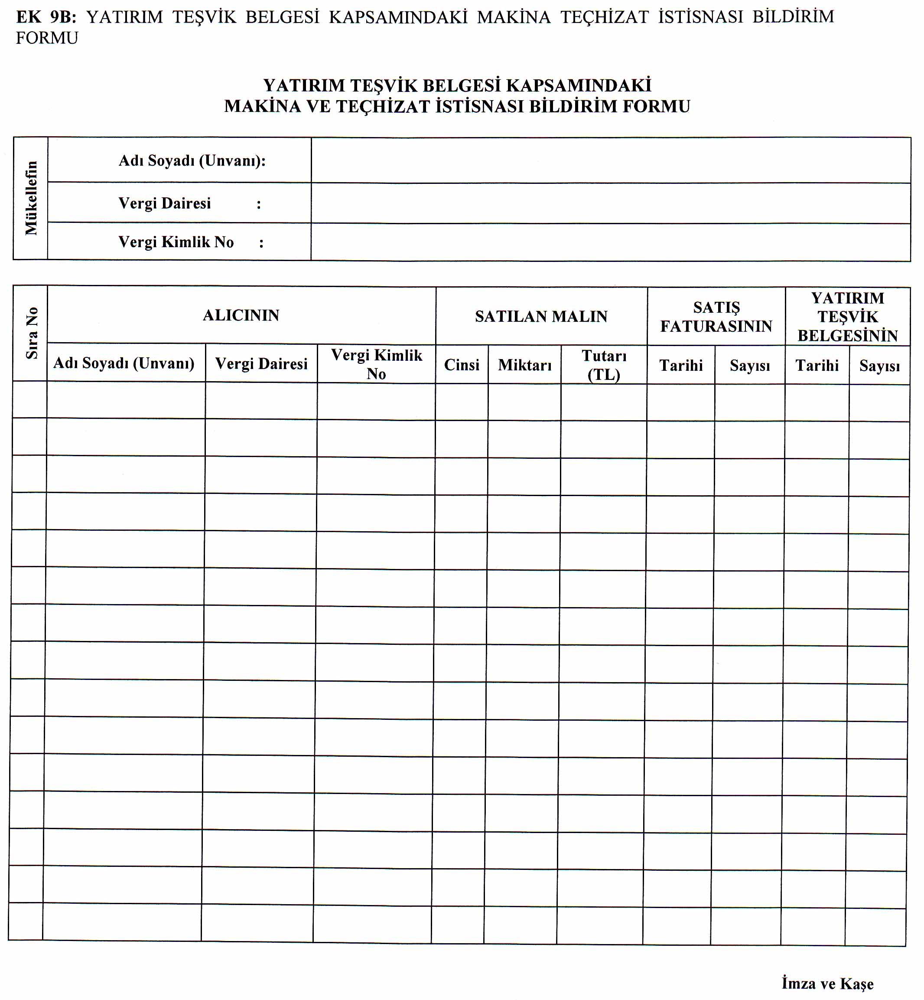 EK 9B: YATIRIM TEŞVİK BELGESİ KAPSAMINDAKİ MAKİNA TEÇHİZAT İSTİSNASI BİLDİRİM
FORMU
YATIRIM TEŞVİK BELGESİ KAPSAMINDAKİ
MAKİNA VE TEÇHİZAT İSTİSNASI BİLDİRİM FORMU
Mükellefin
Adı Soyadı (Unvanı):
Vergi Dairesi :
Vergi Kimlik No :
Sıra No
ALICININ
SATILAN MALIN
SATIŞ
FATURASININ
YATIRIM
TEŞVİK
BELGESİNİN
Adı Soyadı (Unvanı)
Vergi Dairesi
Vergi Kimlik
No
Cinsi
Miktarı
Tutarı
(TL)
Tarihi
Sayısı
Tarihi
Sayısı
İmza ve Kaşe